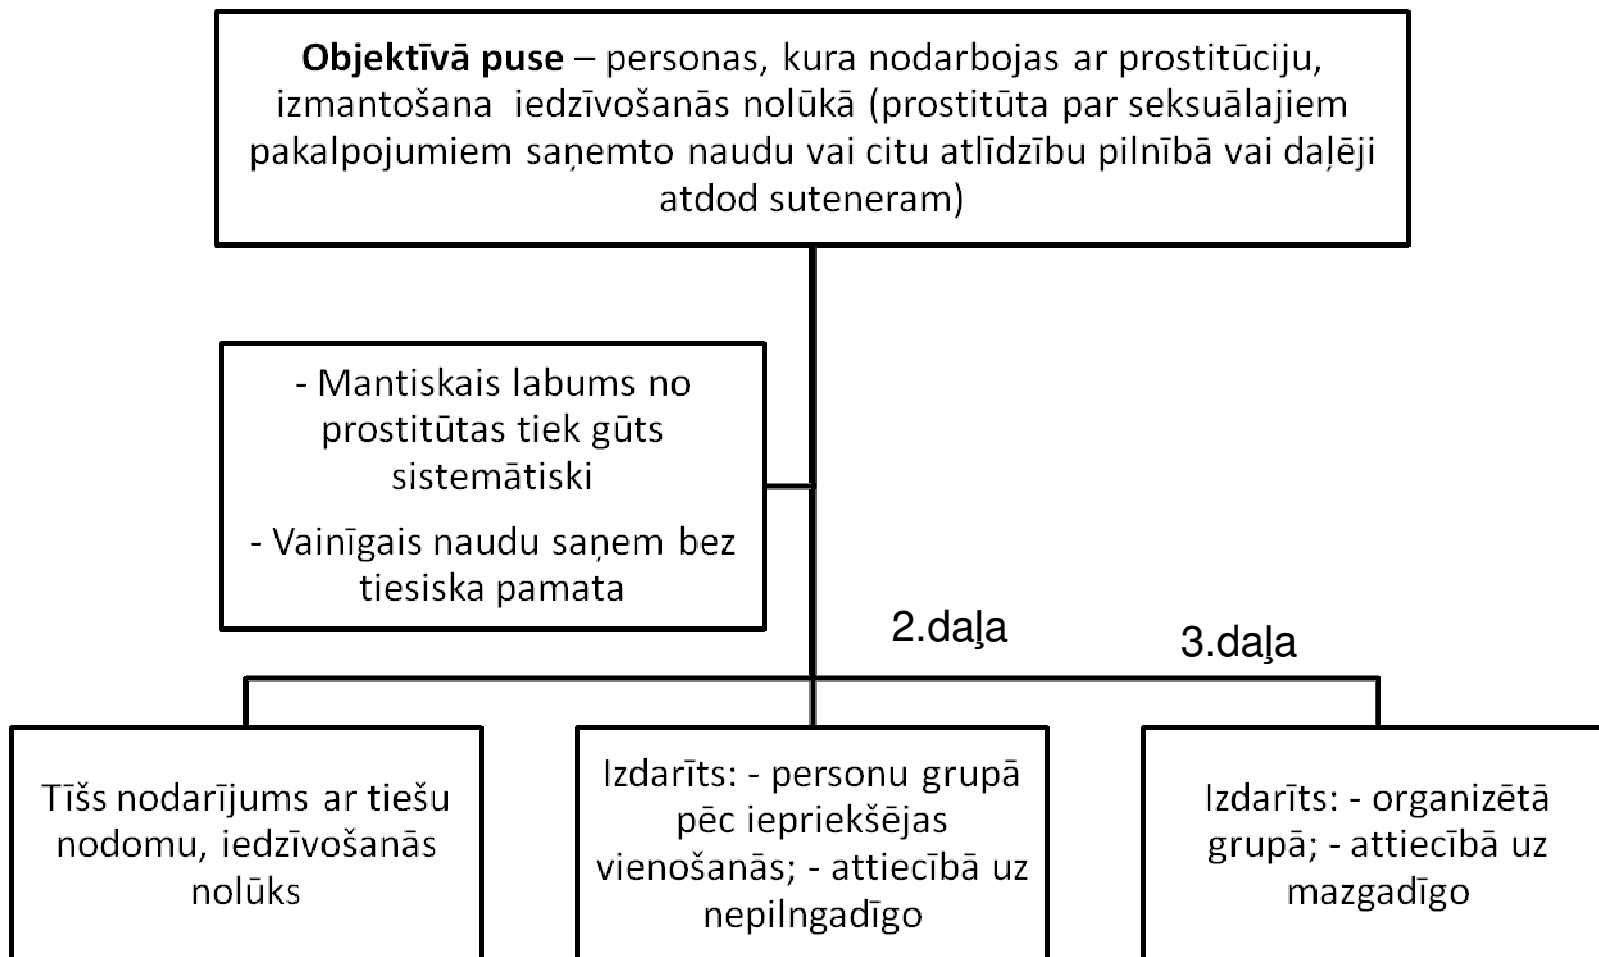 Objektīvā puse – personas, kura nodarbojas ar prostitūciju,
izmantošana iedzīvošanās nolūkā (prostitūta par seksuālajiem
pakalpojumiem saņemto naudu vai citu atlīdzību pilnībā vai daļēji
atdod suteneram)
- Mantiskais labums no
prostitūtas tiek gūts
sistemātiski
- Vainīgais naudu saņem bez
tiesiska pamata
2.daļa
3.daļa
Tīšs nodarījums ar tiešu
nodomu, iedzīvošanās
nolūks
Izdarīts: - personu grupā
pēc iepriekšējas
vienošanās; - attiecībā uz
nepilngadīgo
Izdarīts: - organizētā
grupā; - attiecībā uz
mazgadīgo